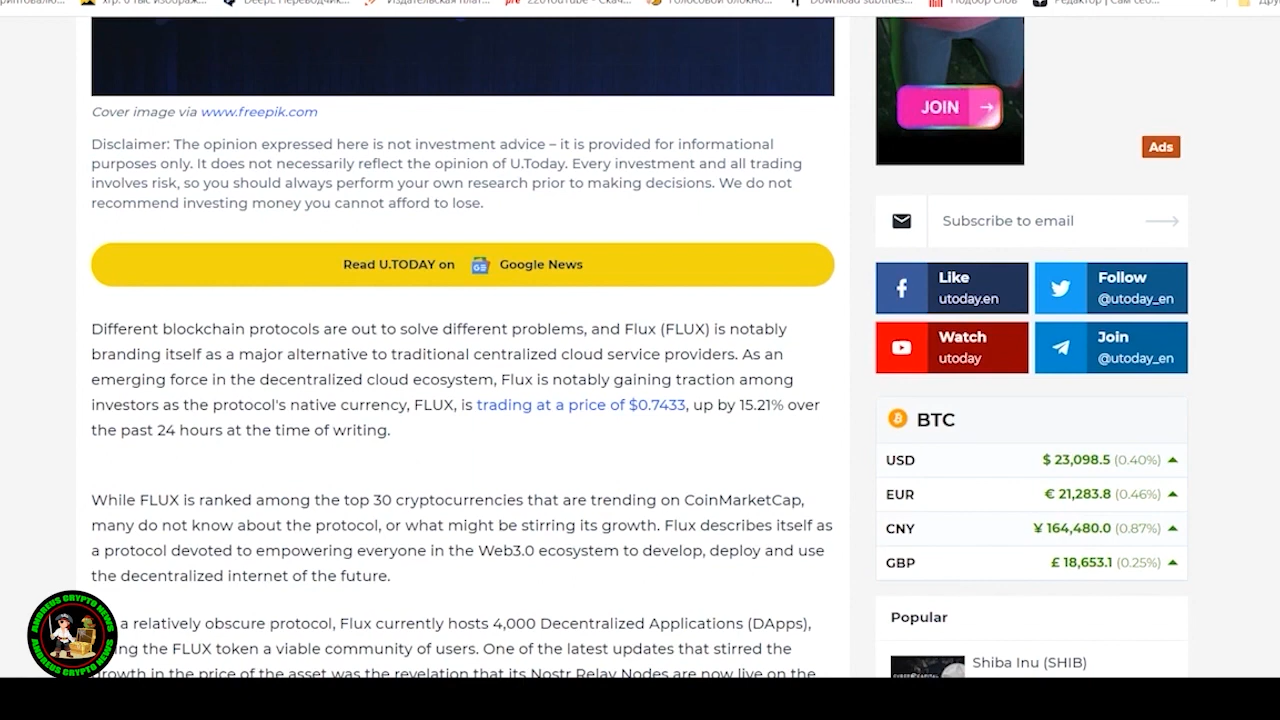 Издательская плат...
Голосовой блокно...
Download subtitles...
Подбор слов
Редактор | Сам себ...
JOIN
Cover image via www.freepik.com
Disclaimer: The opinion expressed here is not investment advice – it is provided for informational
purposes only. It does not necessarily reflect the opinion of U.Today. Every investment and all trading
involves risk, so you should always perform your own research prior to making decisions. We do not
recommend investing money you cannot afford to lose.
Ads
Subscribe to email
Read U.TODAY on Google News
Like
utoday.en
Follow
@utoday_en
Watch
utoday
Join
@utoday_en
Different blockchain protocols are out to solve different problems, and Flux (FLUX) is notably
branding itself as a major alternative to traditional centralized cloud service providers. As an
emerging force in the decentralized cloud ecosystem, Flux is notably gaining traction among
investors as the protocol's native currency, FLUX, is trading at a price of $0.7433, up by 15.21% over
the past 24 hours at the time of writing.
BTC
USD $ 23,098.5 (0.40%)
EUR € 21,283.8 (0.46%)
CNY ¥ 164,480.0 (0.87%)
GBP £ 18,653.1 (0.25%)
While FLUX is ranked among the top 30 cryptocurrencies that are trending on CoinMarketCap,
many do not know about the protocol, or what might be stirring its growth. Flux describes itself as
a protocol devoted to empowering everyone in the Web3.0 ecosystem to develop, deploy and use
the decentralized internet of the future.
a relatively obscure protocol, Flux currently hosts 4,000 Decentralized Applications (DApps),
the FLUX token a viable community of users. One of the latest updates that stirred the
growth in the price of the asset was the revelation that its Nostr Relay Nodes are now live on the
Popular
Shiba Inu (SHIB)
ANDREUS CRYPTO NEWS
ANDREUS CRYPTO NEWS